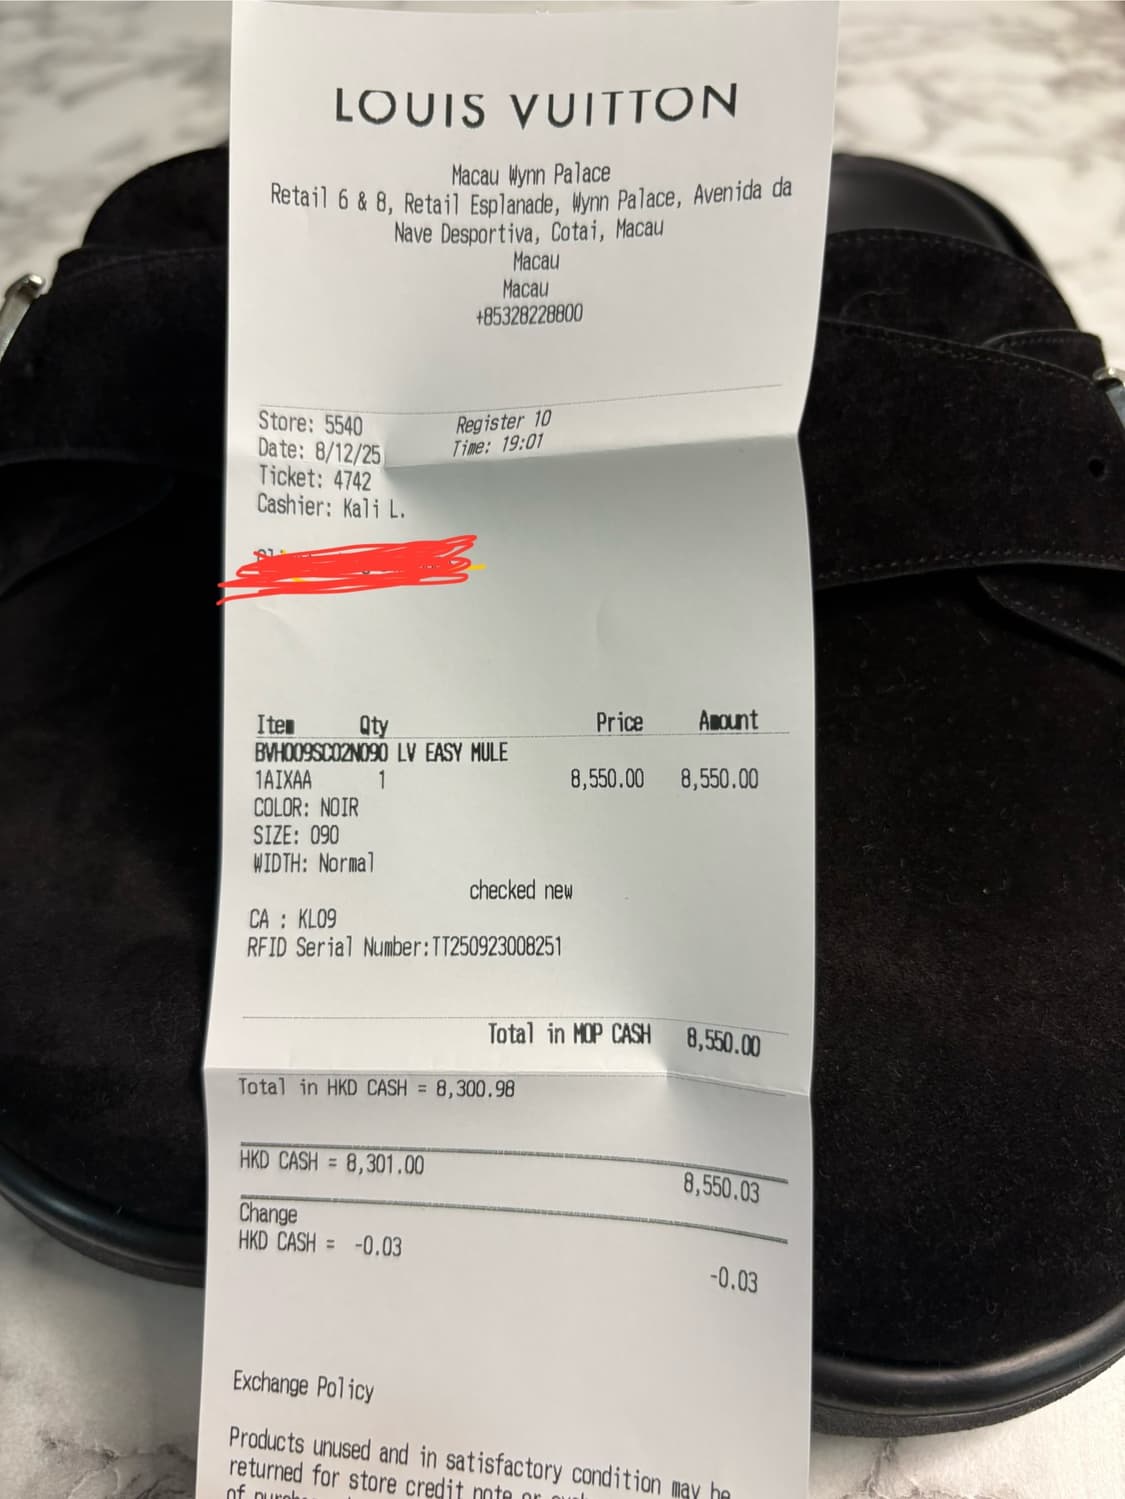 LOUIS VUITTON
Macau Wynn Palace
Retail 6 & 8, Retail Esplanade, Wynn Palace, Avenida da
Nave Desportiva, Cotai, Macau
Macau
Macau
+85328228800
Store: 5540 Register 10
Date: 8/12/25 Time: 19:01
Ticket: 4742
Cashier: Kali L.
Item Qty Price Amount
BVH009SC02N090 LV EASY MULE
1AIXAA 1 8,550.00 8,550.00
COLOR: NOIR
SIZE: 090
WIDTH: Normal
checked new
CA : KL09
RFID Serial Number:TT250923008251
Total in MOP CASH 8,550.00
Total in HKD CASH = 8,300.98
HKD CASH = 8,301.00 8,550.03
Change
HKD CASH = -0.03 -0.03
Exchange Policy
Products unused and in satisfactory condition may be
returned for store credit note or
of